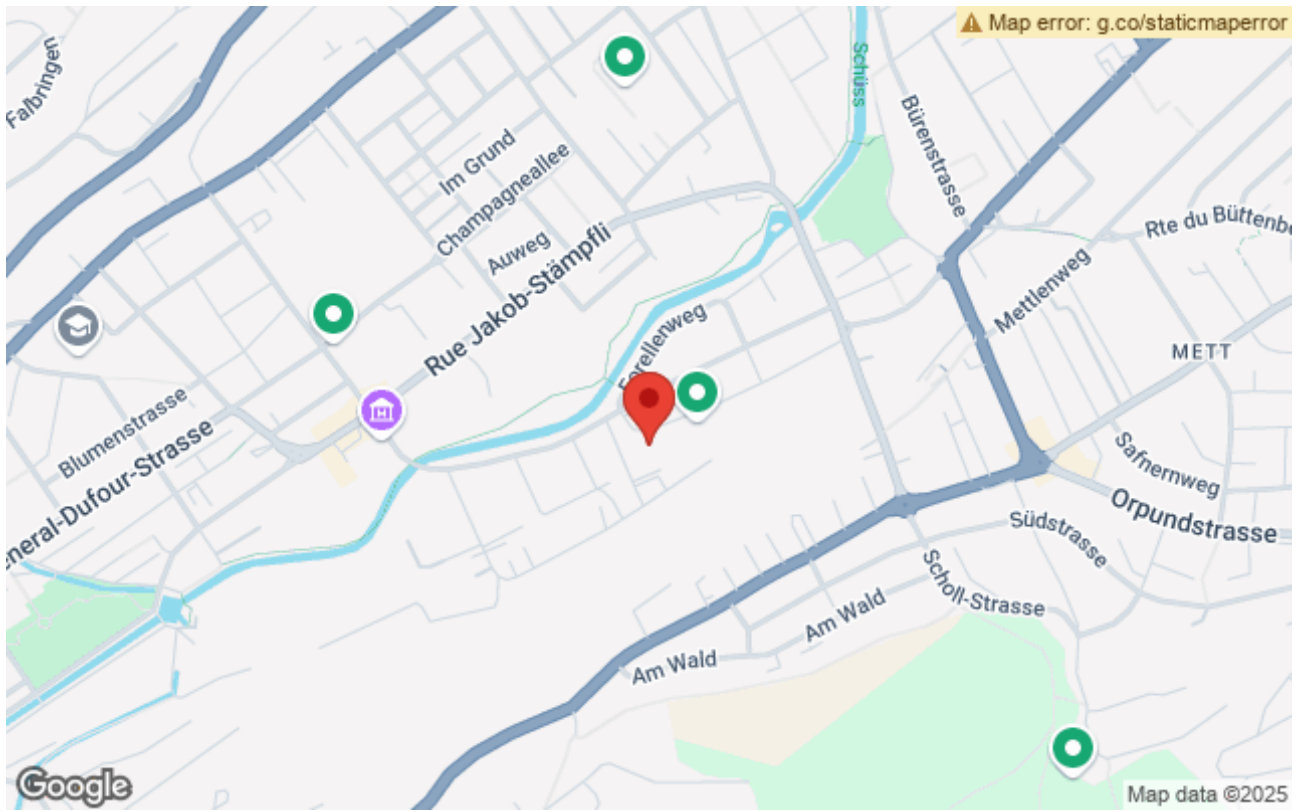 Map error: g.co/staticmaperror
Falbringen
Schüss
Bürenstrasse
Im Grund
Champagneallee
Auweg
Rue Jakob-Stämpfli
Rte du Büttenbe
Mettlenweg
Forellenweg
METT
Blumenstrasse
eneral-Dufour-Strasse
Safnernweg
Orpundstrasse
Südstrasse
Scholl-Strasse
Am Wald
Am Wald
Google
Map data ©2025